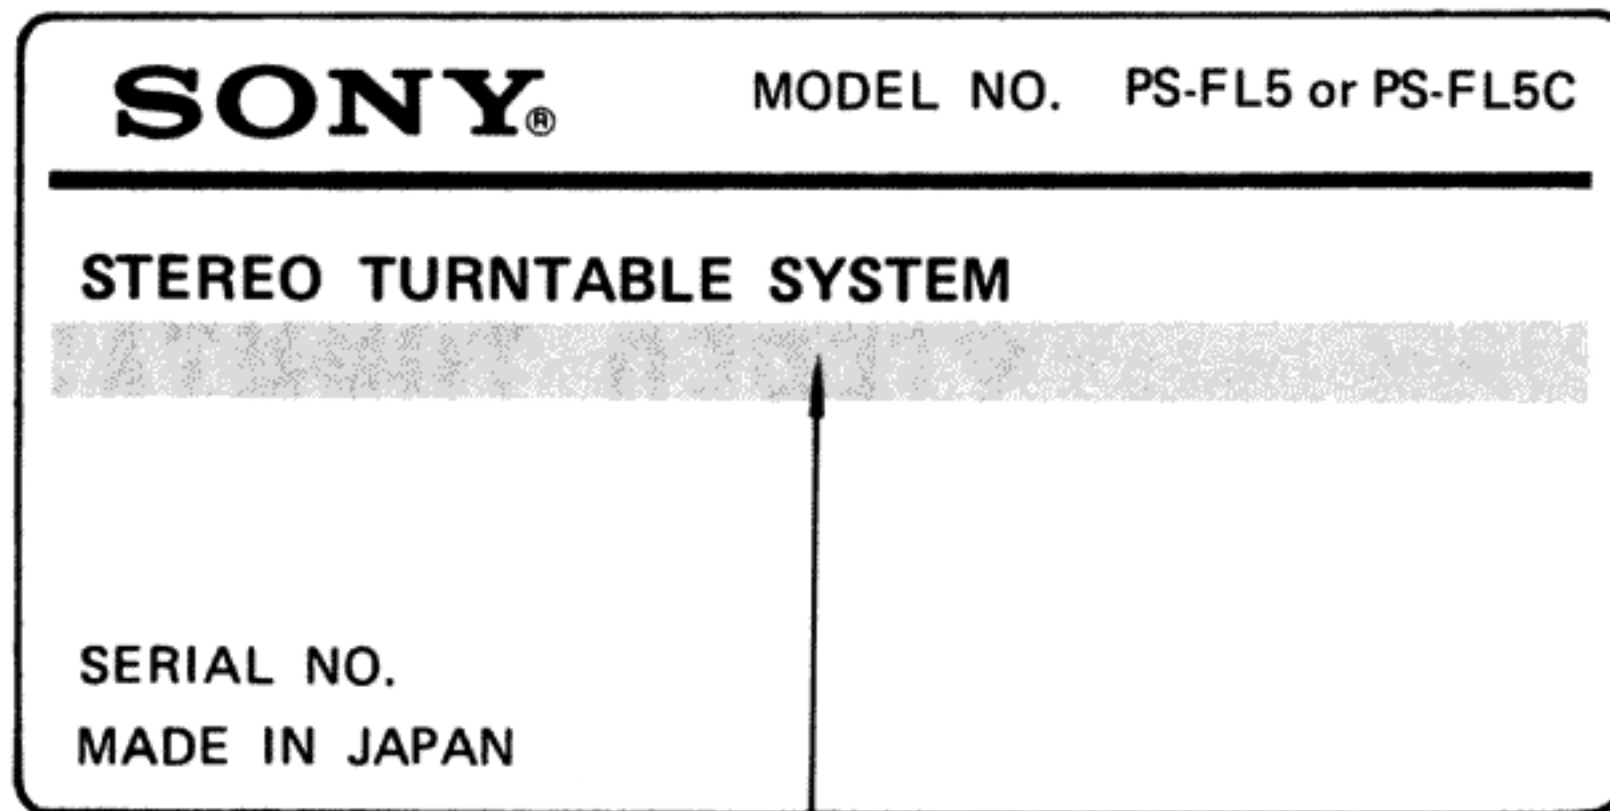 SONY® MODEL NO. PS-FL5 or PS-FL5C
STEREO TURNTABLE SYSTEM
SERIAL NO.
MADE IN JAPAN